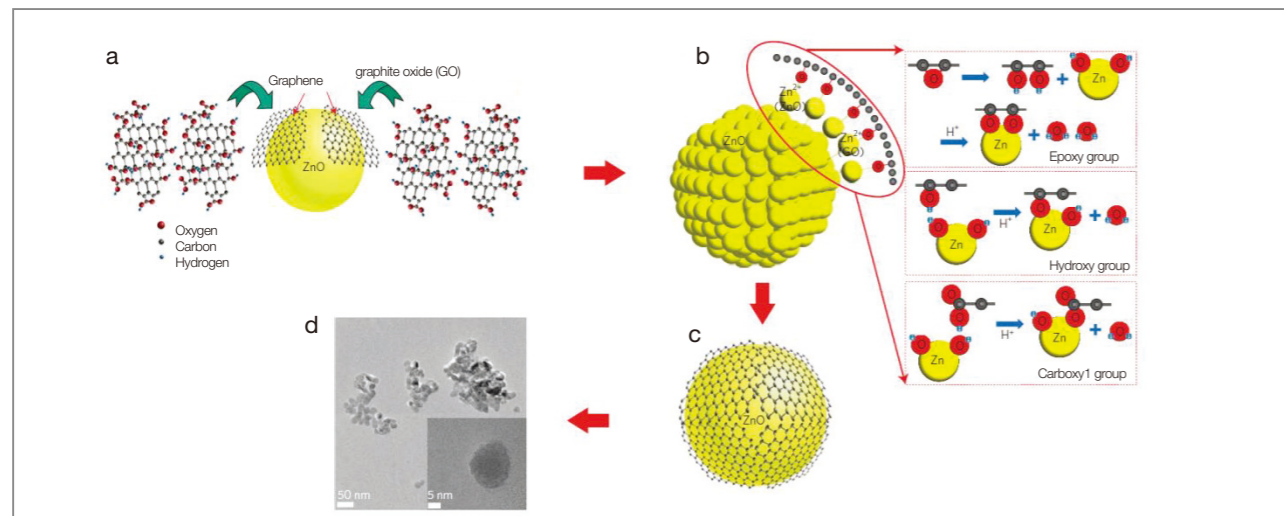 a
Graphene
graphite oxide (GO)
ZnO
Oxygen
Carbon
Hydrogen
b
Zn2+
(ZnO)
ZnO
Zn2+
(GO)
O
O O
+
O Zn O
H+
O O
Zn
+
O O
Epoxy group
O
O Zn O
H+
O
Zn O
+
O
Hydroxy group
O
O
O Zn O
H+
O
O Zn O
+
O
Carboxy1 group
c
ZnO
d
50 nm
5 nm